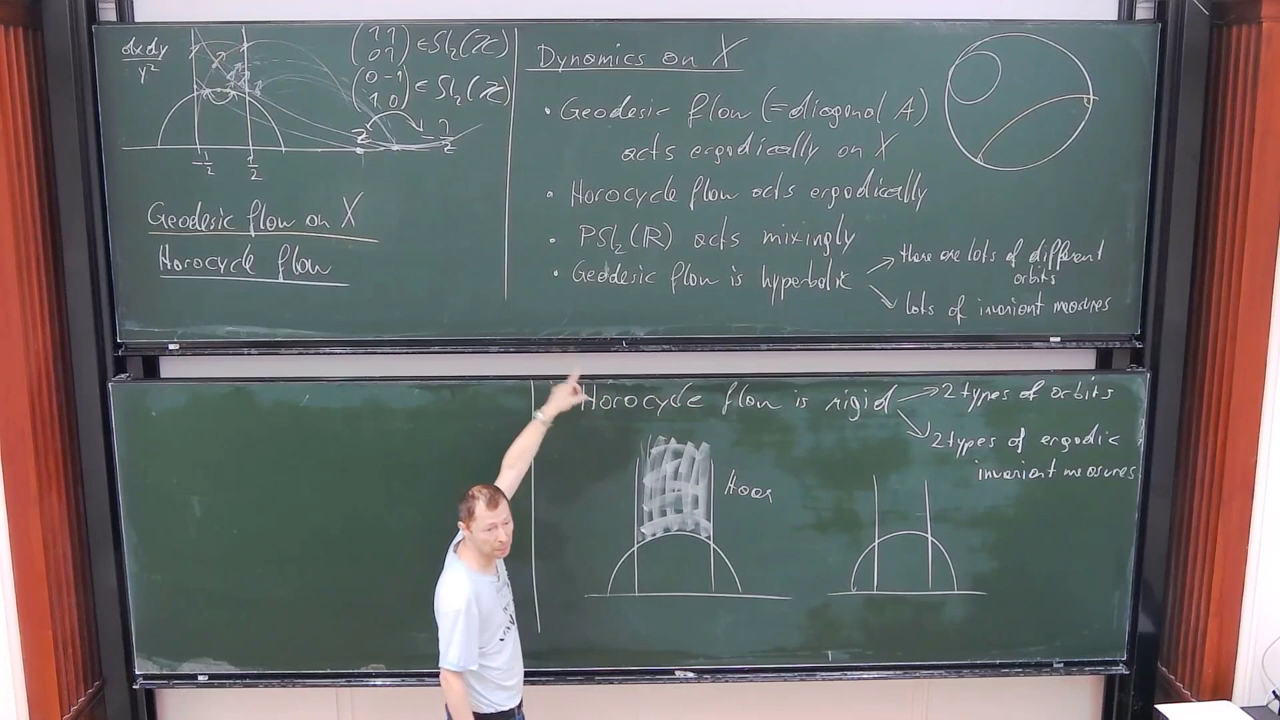 dxdy
y²
(1 1
0 1) ∈ SL₂(ℤ)
(0 -1
1 0) ∈ SL₂(ℤ)
z
-1/z
-1/2
1/2
Geodesic flow on X
Horocycle flow
Dynamics on X
• Geodesic flow (=diagonal A)
acts ergodically on X
• Horocycle flow acts ergodically
• PSL₂(ℝ) acts mixingly
• Geodesic flow is hyperbolic → there are lots of different
orbits
↘ lots of invariant measures
Horocycle flow is rigid → 2 types of orbits
↘ 2 types of ergodic
invariant measures
Haar